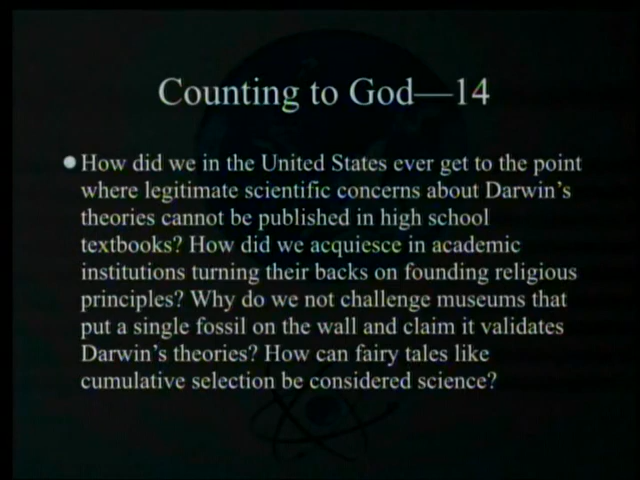 Counting to God—14
How did we in the United States ever get to the point
where legitimate scientific concerns about Darwin's
theories cannot be published in high school
textbooks? How did we acquiesce in academic
institutions turning their backs on founding religious
principles? Why do we not challenge museums that
put a single fossil on the wall and claim it validates
Darwin's theories? How can fairy tales like
cumulative selection be considered science?